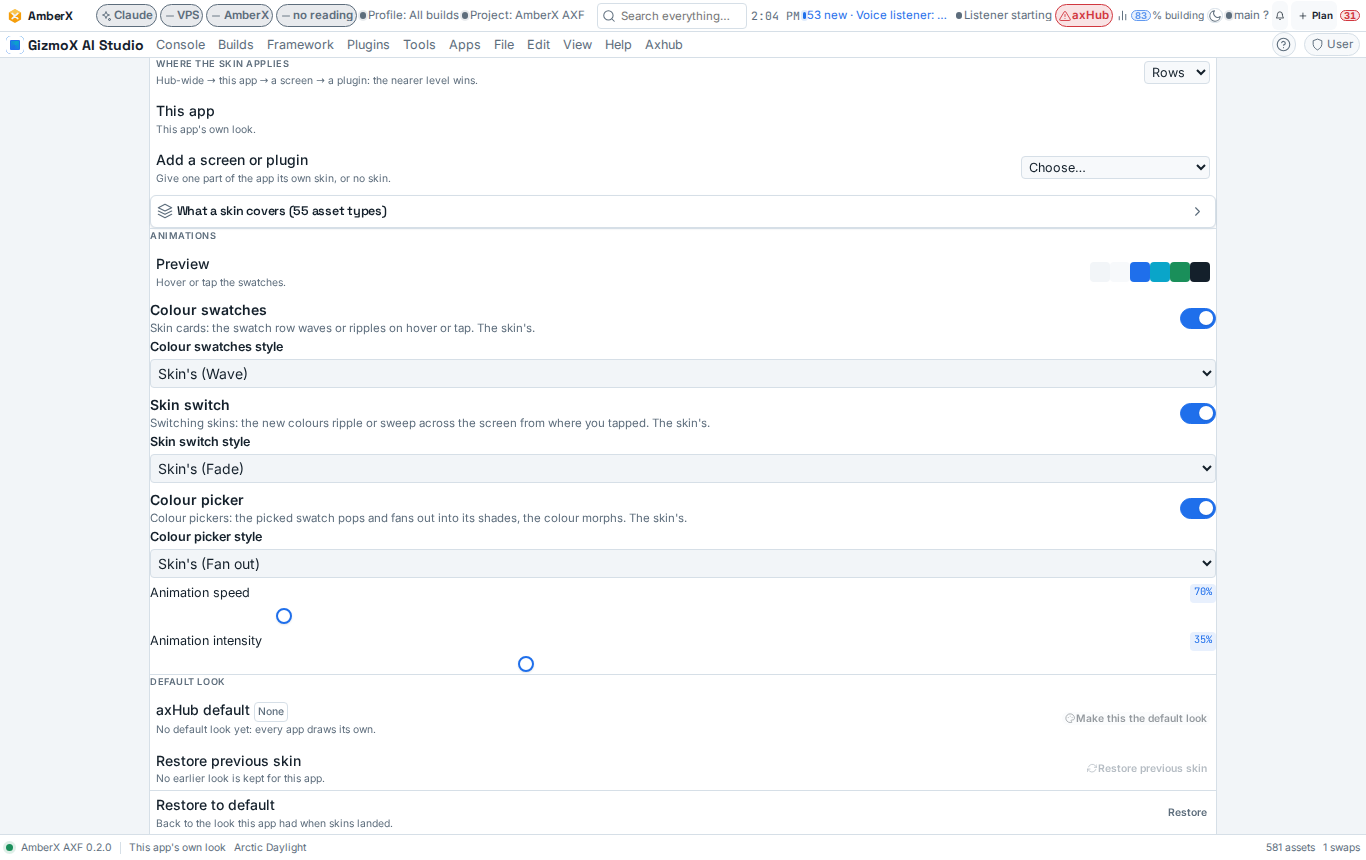 AmberX Claude — VPS — AmberX — no reading Profile: All builds Project: AmberX AXF Search everything... 2:04 PM 53 new · Voice listener: ... Listener starting axHub 83 % building main ? + Plan 31
GizmoX AI Studio Console Builds Framework Plugins Tools Apps File Edit View Help Axhub User
WHERE THE SKIN APPLIES
Hub-wide → this app → a screen → a plugin: the nearer level wins.
Rows
This app
This app's own look.
Add a screen or plugin
Give one part of the app its own skin, or no skin.
Choose...
What a skin covers (55 asset types)
ANIMATIONS
Preview
Hover or tap the swatches.
Colour swatches
Skin cards: the swatch row waves or ripples on hover or tap. The skin's.
Colour swatches style
Skin's (Wave)
Skin switch
Switching skins: the new colours ripple or sweep across the screen from where you tapped. The skin's.
Skin switch style
Skin's (Fade)
Colour picker
Colour pickers: the picked swatch pops and fans out into its shades, the colour morphs. The skin's.
Colour picker style
Skin's (Fan out)
Animation speed 70%
Animation intensity 35%
DEFAULT LOOK
axHub default None
No default look yet: every app draws its own.
Make this the default look
Restore previous skin
No earlier look is kept for this app.
Restore previous skin
Restore to default
Back to the look this app had when skins landed.
Restore
AmberX AXF 0.2.0 This app's own look Arctic Daylight 581 assets 1 swaps